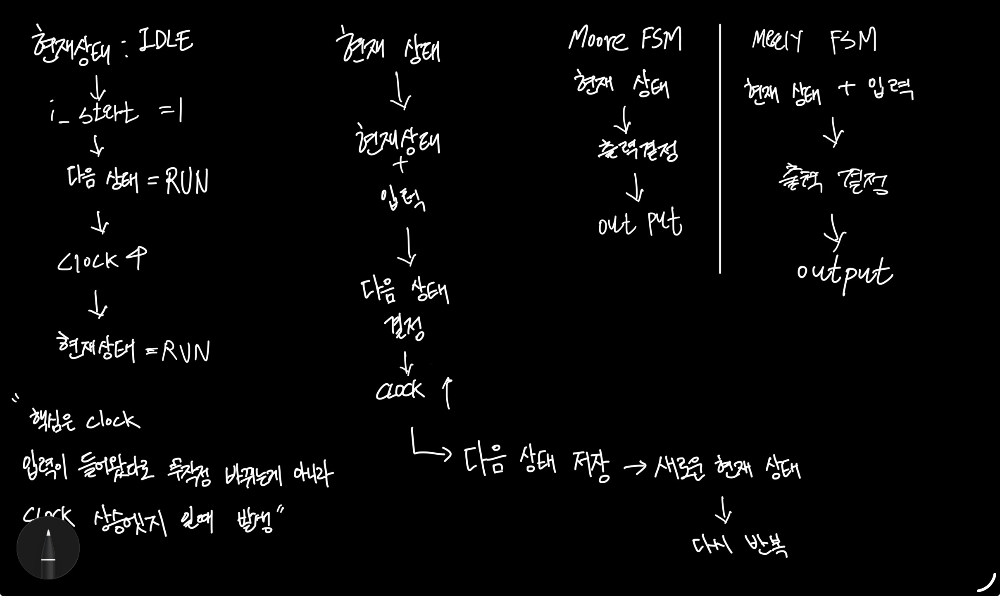 현재상태 : IDLE
↓
i_start =1
↓
다음 상태 = RUN
↓
Clock ↑
↓
현재상태 = RUN
"
핵심은 clock
입력이 들어왔다로 무작정 바뀌는게 아니라
CLOCK 상승엣지 일때 발생"
현재 상태
↓
현재상태
+
입력
↓
다음 상태
결정
↓
CLOCK ↑
→ 다음 상태 저장 → 새로운 현재 상태
↓
다시 반복
Moore FSM
현재 상태
↓
출력결정
↓
out put
Mealy FSM
현재 상태 + 입력
↓
출력 결정
↓
output